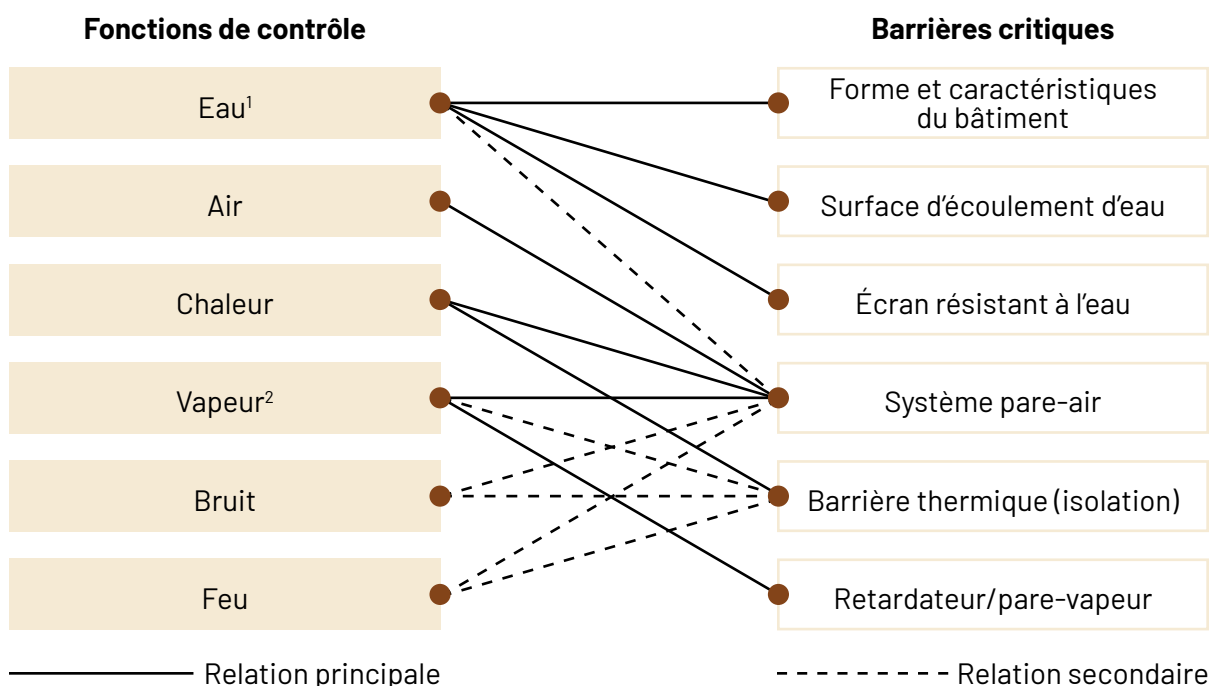 Fonctions de contrôle
Barrières critiques
Eau¹
Forme et caractéristiques
du bâtiment
Air
Surface d'écoulement d'eau
Chaleur
Écran résistant à l'eau
Vapeur²
Système pare-air
Bruit
Barrière thermique (isolation)
Feu
Retardateur/pare-vapeur
Relation principale
Relation secondaire